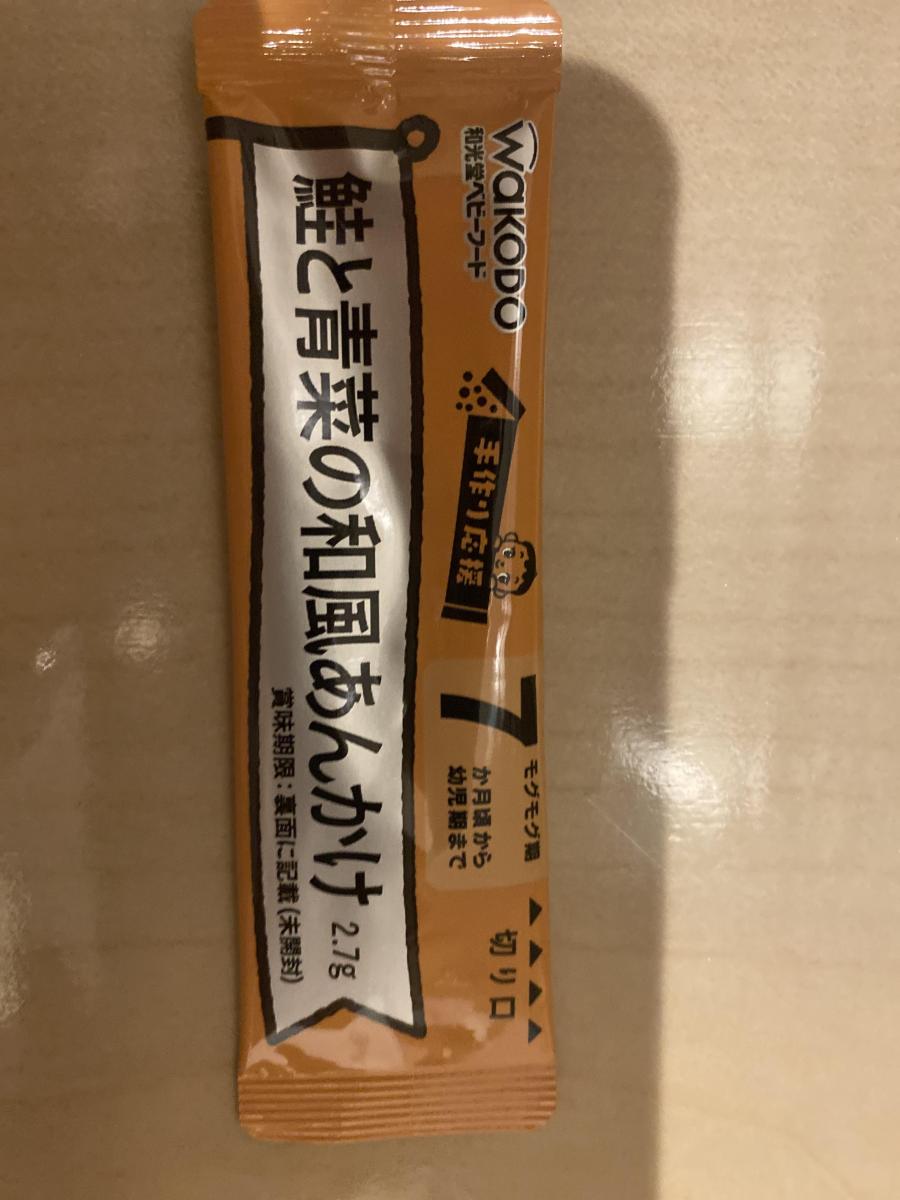 WaKODO
和光堂ベビーフード
手作り応援
モグモグ期
7か月頃から
幼児期まで
切り口
鮭と青菜の和風あんかけ 2.7g
賞味期限:裏面に記載(未開封)